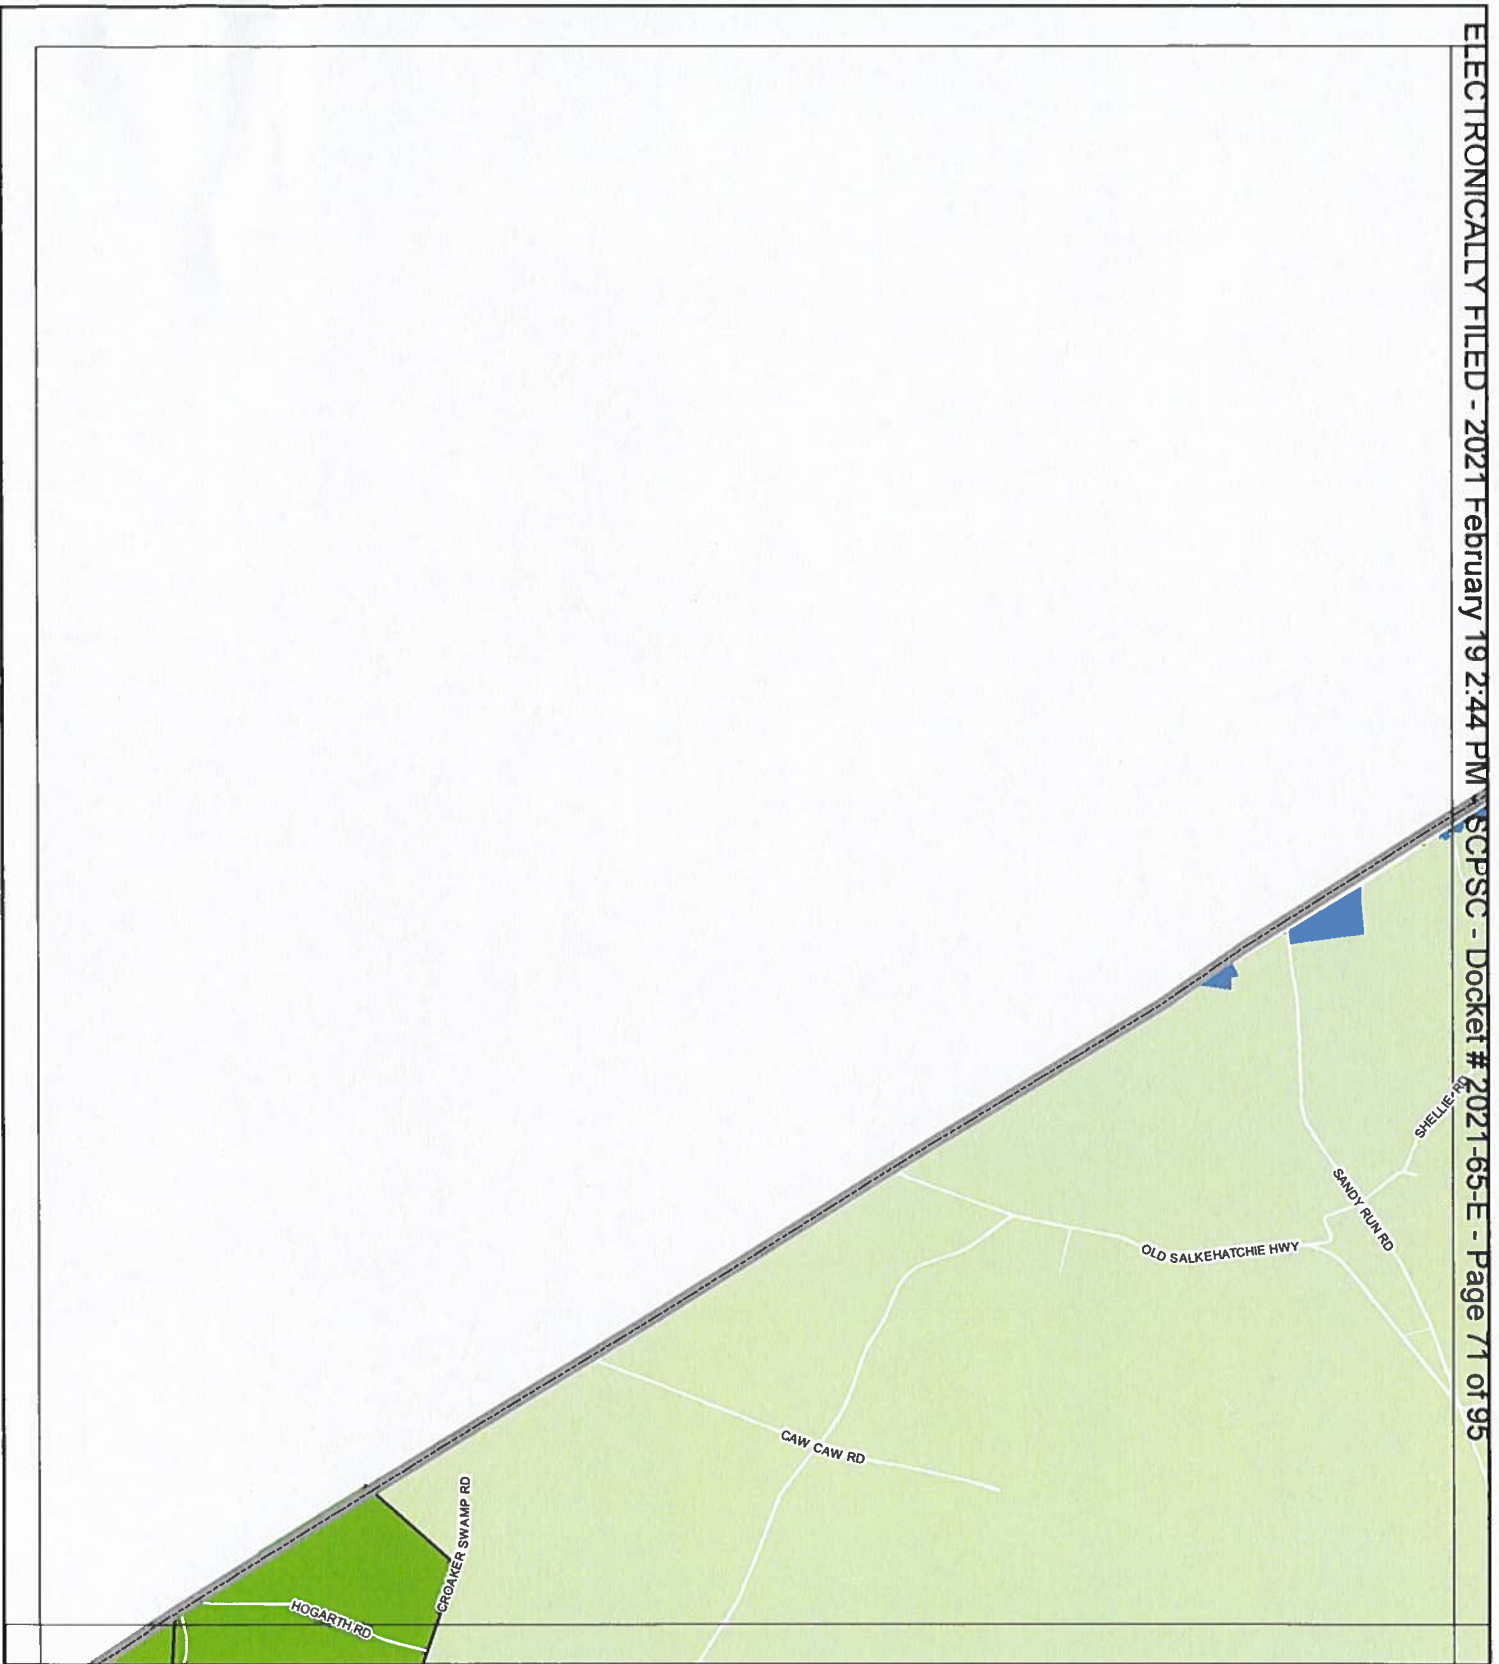 ELECTRONICALLY FILED - 2021 February 19 2:44 PM - SCPSC - Docket # 2021-65-E - Page 71 of 95
SHELLIE RD
SANDY RUN RD
OLD SALKEHATCHIE HWY
CAW CAW RD
CROAKER SWAMP RD
HOGARTH RD